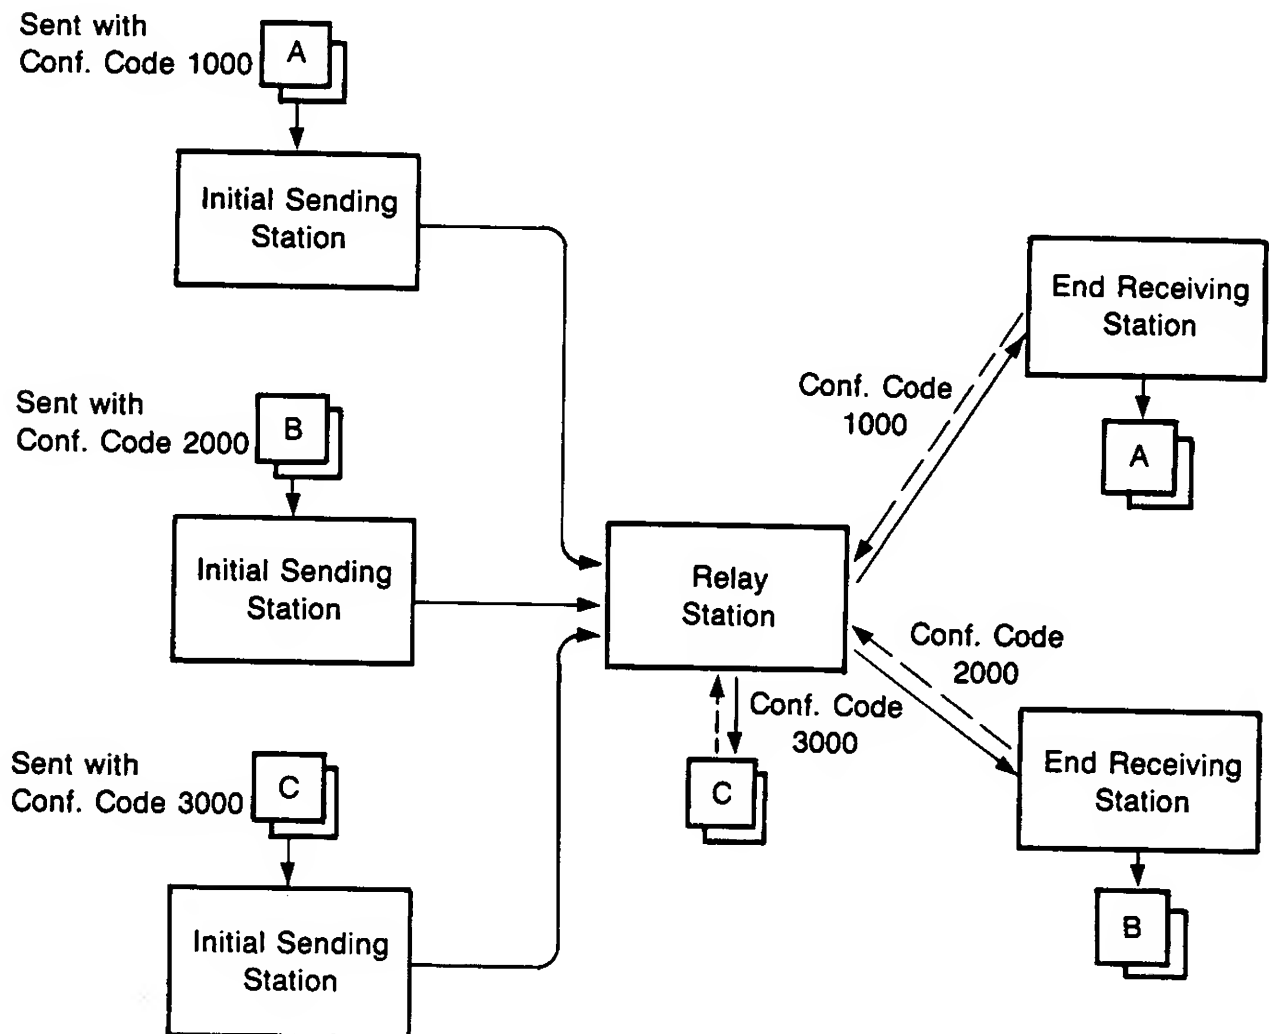 Sent with
Conf. Code 1000
A
Initial Sending
Station
End Receiving
Station
Conf. Code
1000
A
Sent with
Conf. Code 2000
B
Initial Sending
Station
Relay
Station
Conf. Code
2000
Conf. Code
3000
C
End Receiving
Station
B
Sent with
Conf. Code 3000
C
Initial Sending
Station